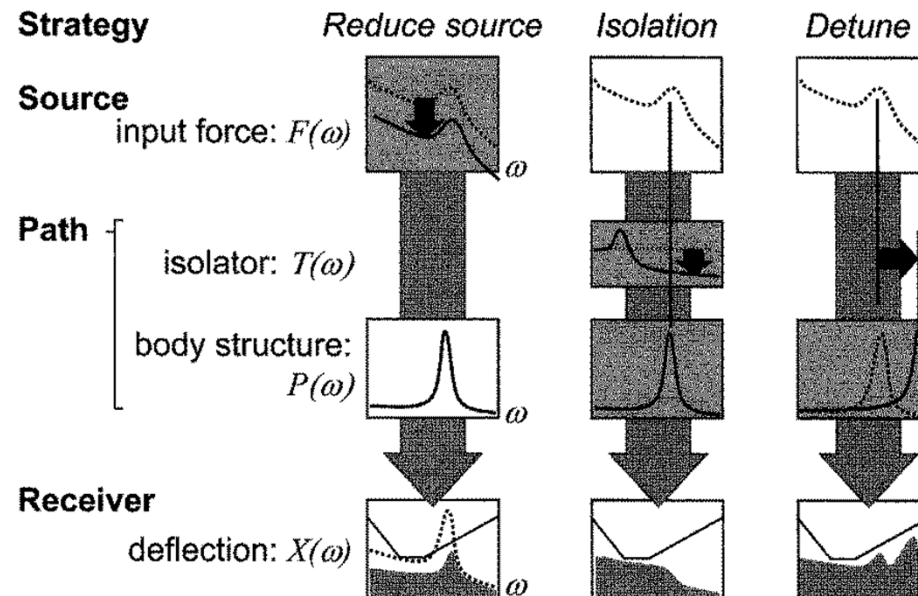 Strategy Reduce source Isolation Detune
Source
input force: F(ω)
ω
Path
isolator: T(ω)
body structure:
P(ω)
ω
Receiver
deflection: X(ω)
ω